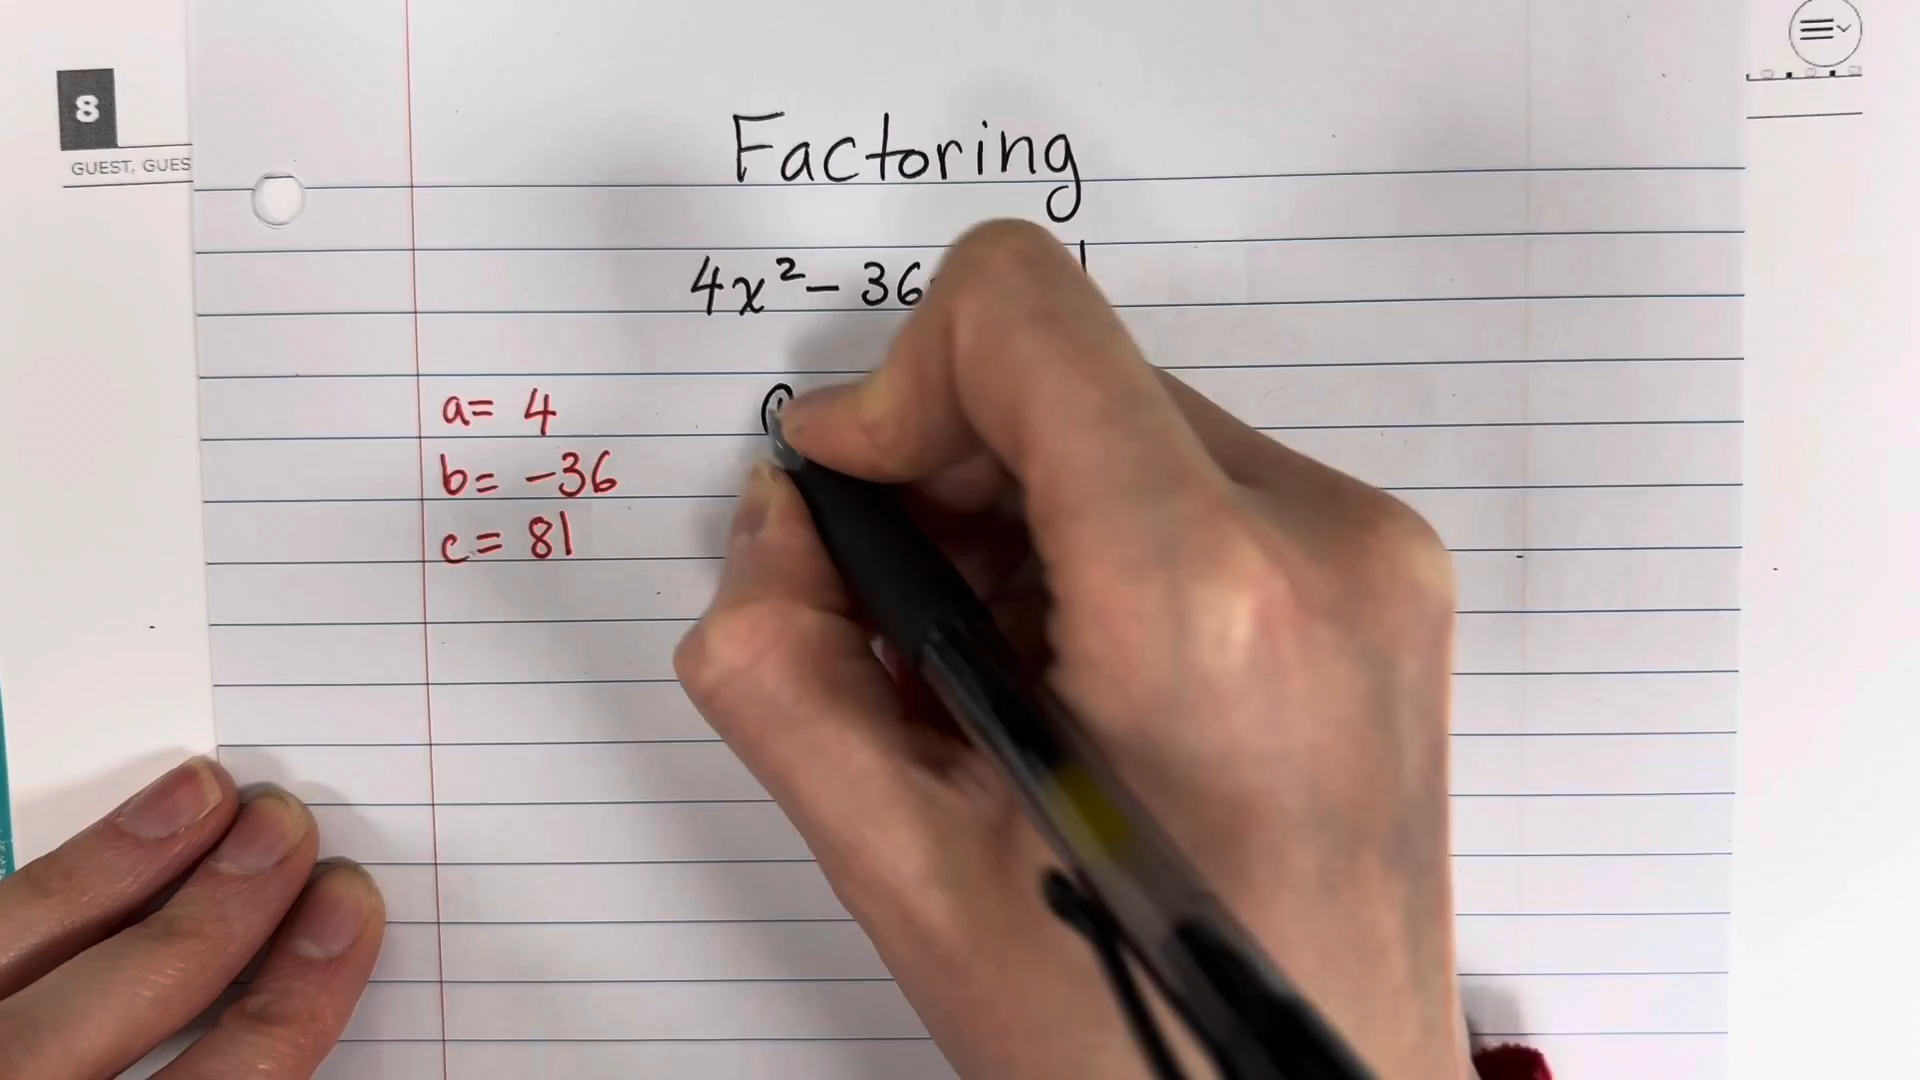 8
GUEST, GUES
Factoring
4x² - 36
a = 4
b = -36
c = 81